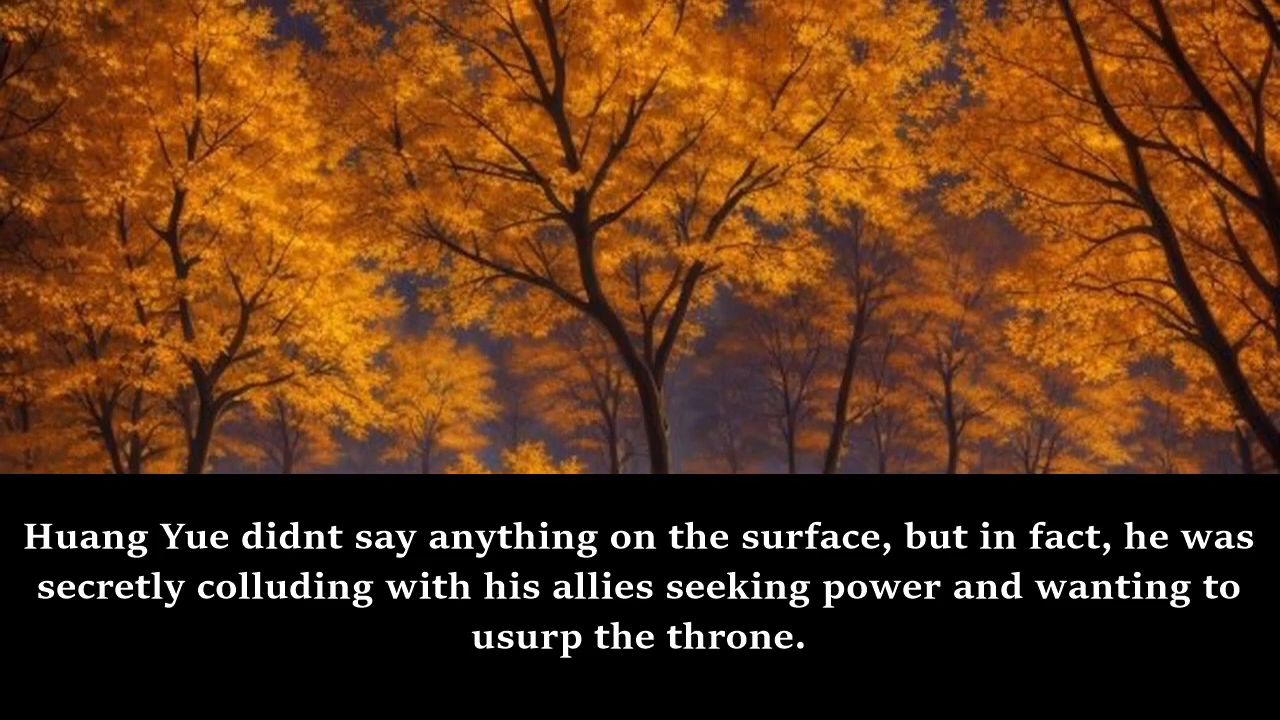 Huang Yue didnt say anything on the surface, but in fact, he was
secretly colluding with his allies seeking power and wanting to
usurp the throne.